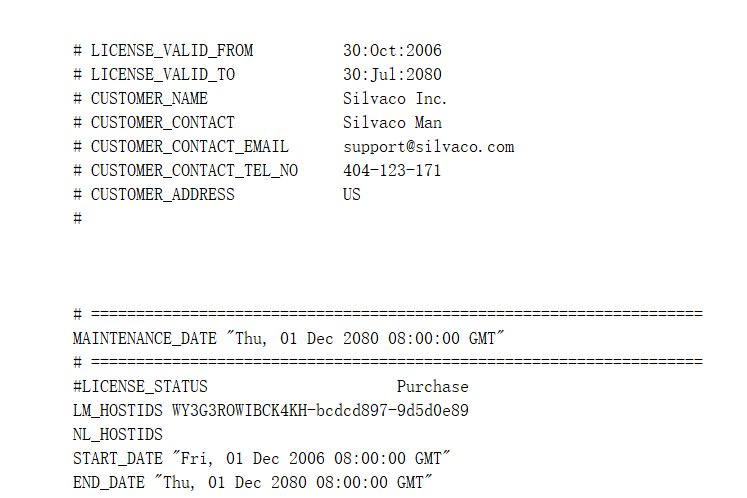 # LICENSE_VALID_FROM          30:Oct:2006
# LICENSE_VALID_TO            30:Jul:2080
# CUSTOMER_NAME               Silvaco Inc.
# CUSTOMER_CONTACT            Silvaco Man
# CUSTOMER_CONTACT_EMAIL      support@silvaco.com
# CUSTOMER_CONTACT_TEL_NO     404-123-171
# CUSTOMER_ADDRESS            US
#
# ====================================================================
MAINTENANCE_DATE "Thu, 01 Dec 2080 08:00:00 GMT"
# ====================================================================
#LICENSE_STATUS                     Purchase
LM_HOSTIDS WY3G3ROWIBCK4KH-bcdcd897-9d5d0e89
NL_HOSTIDS
START_DATE "Fri, 01 Dec 2006 08:00:00 GMT"
END_DATE "Thu, 01 Dec 2080 08:00:00 GMT"